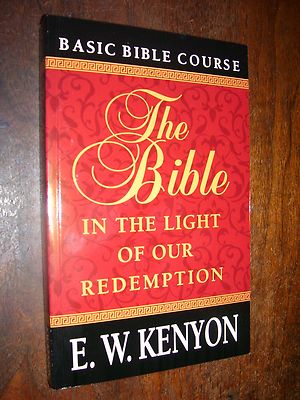 BASIC BIBLE COURSE
The
Bible
IN THE LIGHT
OF OUR
REDEMPTION
E. W. KENYON